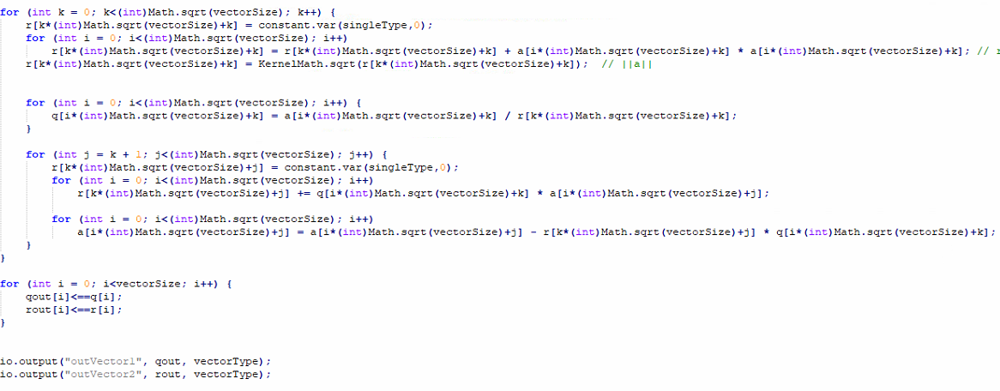 for (int k = 0; k<(int)Math.sqrt(vectorSize); k++) {
    r[k*(int)Math.sqrt(vectorSize)+k] = constant.var(singleType,0);
    for (int i = 0; i<(int)Math.sqrt(vectorSize); i++)
        r[k*(int)Math.sqrt(vectorSize)+k] = r[k*(int)Math.sqrt(vectorSize)+k] + a[i*(int)Math.sqrt(vectorSize)+k] * a[i*(int)Math.sqrt(vectorSize)+k]; //
    r[k*(int)Math.sqrt(vectorSize)+k] = KernelMath.sqrt(r[k*(int)Math.sqrt(vectorSize)+k]);  // ||a||
    for (int i = 0; i<(int)Math.sqrt(vectorSize); i++) {
        q[i*(int)Math.sqrt(vectorSize)+k] = a[i*(int)Math.sqrt(vectorSize)+k] / r[k*(int)Math.sqrt(vectorSize)+k];
    }
    for (int j = k + 1; j<(int)Math.sqrt(vectorSize); j++) {
        r[k*(int)Math.sqrt(vectorSize)+j] = constant.var(singleType,0);
        for (int i = 0; i<(int)Math.sqrt(vectorSize); i++)
            r[k*(int)Math.sqrt(vectorSize)+j] += q[i*(int)Math.sqrt(vectorSize)+k] * a[i*(int)Math.sqrt(vectorSize)+j];
        for (int i = 0; i<(int)Math.sqrt(vectorSize); i++)
            a[i*(int)Math.sqrt(vectorSize)+j] = a[i*(int)Math.sqrt(vectorSize)+j] - r[k*(int)Math.sqrt(vectorSize)+j] * q[i*(int)Math.sqrt(vectorSize)+k];
    }
}
for (int i = 0; i<vectorSize; i++) {
    qout[i]<==q[i];
    rout[i]<==r[i];
}
io.output("outVector1", qout, vectorType);
io.output("outVector2", rout, vectorType);